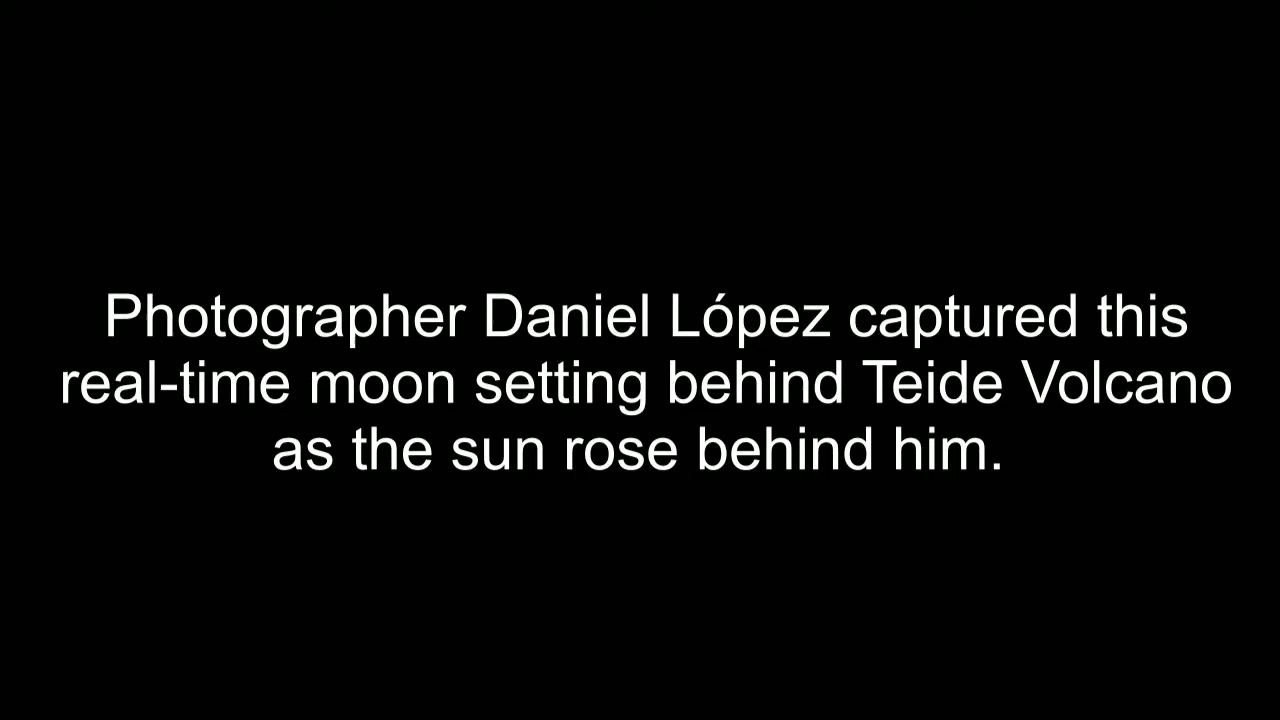 Photographer Daniel López captured this
real-time moon setting behind Teide Volcano
as the sun rose behind him.